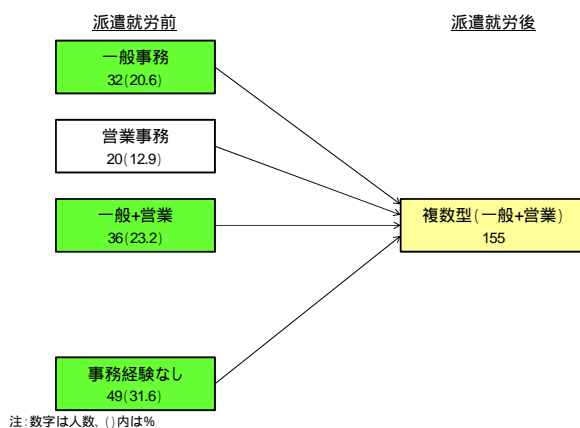 派遣就労前
派遣就労後
一般事務
32(20.6)
営業事務
20(12.9)
一般+営業
36(23.2)
複数型(一般+営業)
155
事務経験なし
49(31.6)
注:数字は人数、()内は%